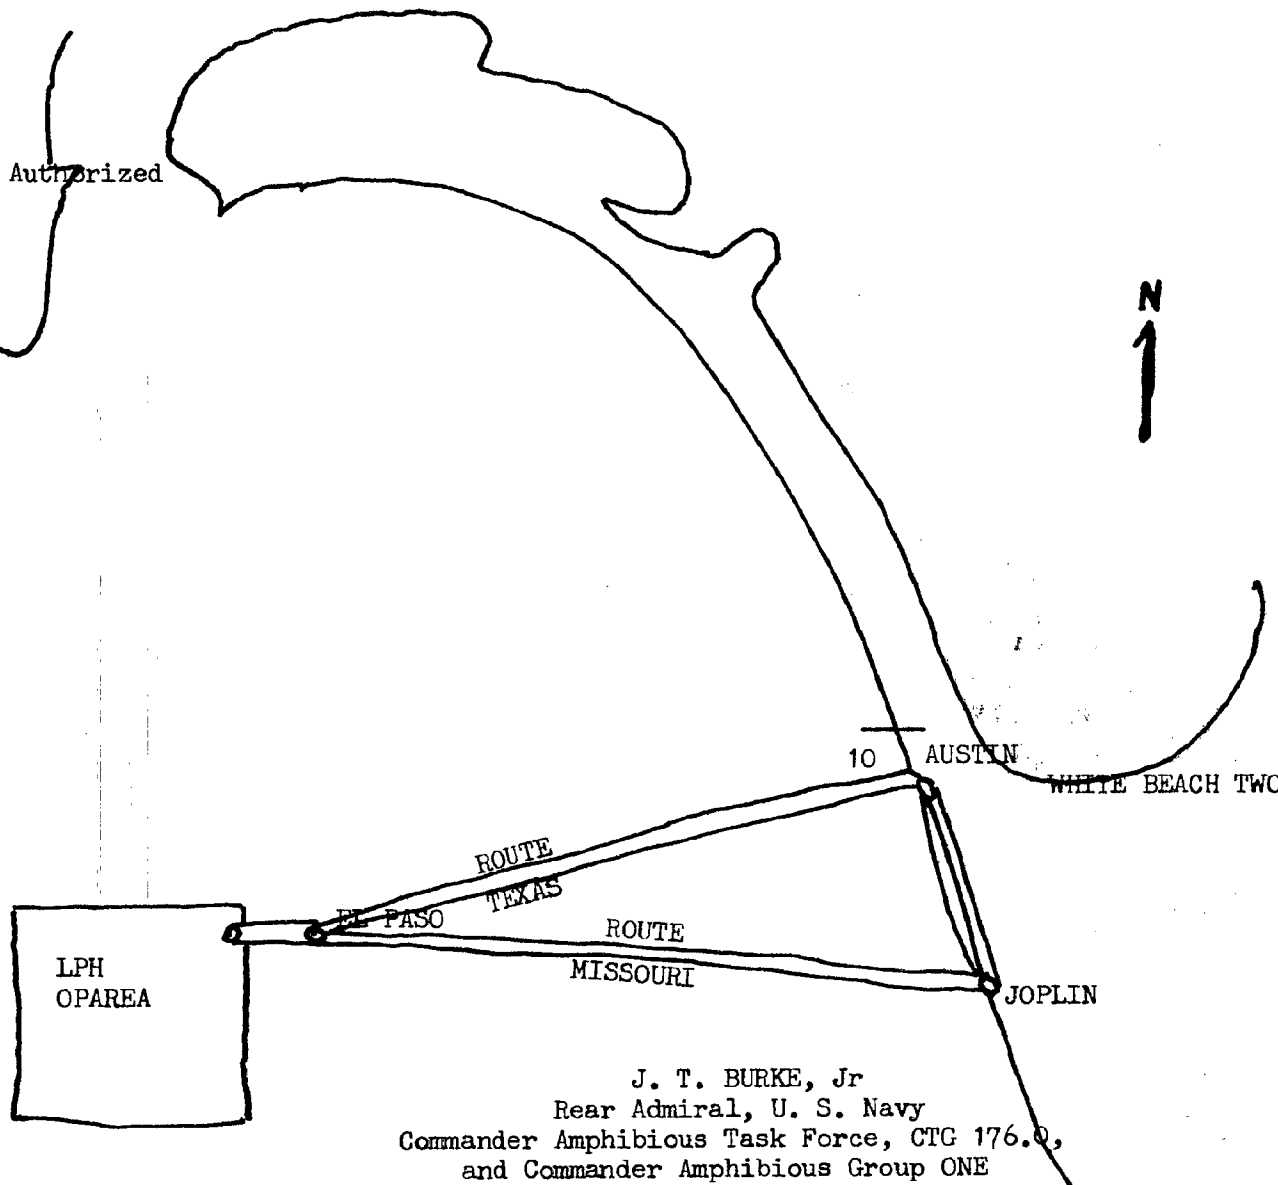 Authorized
N
10
AUSTIN
WHITE BEACH TWO
ROUTE
TEXAS
EL PASO
ROUTE
MISSOURI
LPH
OPAREA
JOPLIN
J. T. BURKE, Jr
Rear Admiral, U. S. Navy
Commander Amphibious Task Force, CTG 176.0,
and Commander Amphibious Group ONE